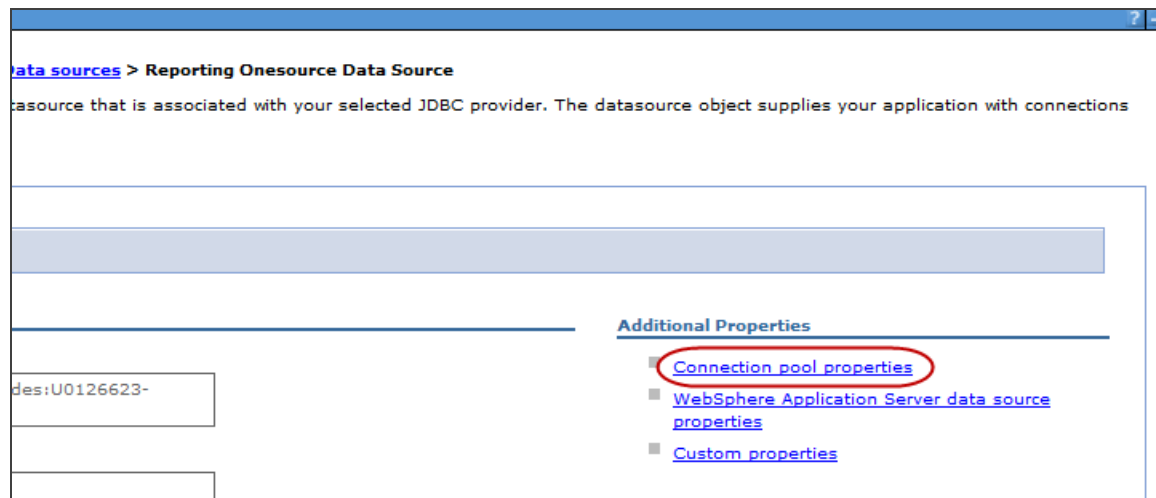 ?
Data sources > Reporting Onesource Data Source
tasource that is associated with your selected JDBC provider. The datasource object supplies your application with connections
Additional Properties
Connection pool properties
des:U0126623-
WebSphere Application Server data source
properties
Custom properties